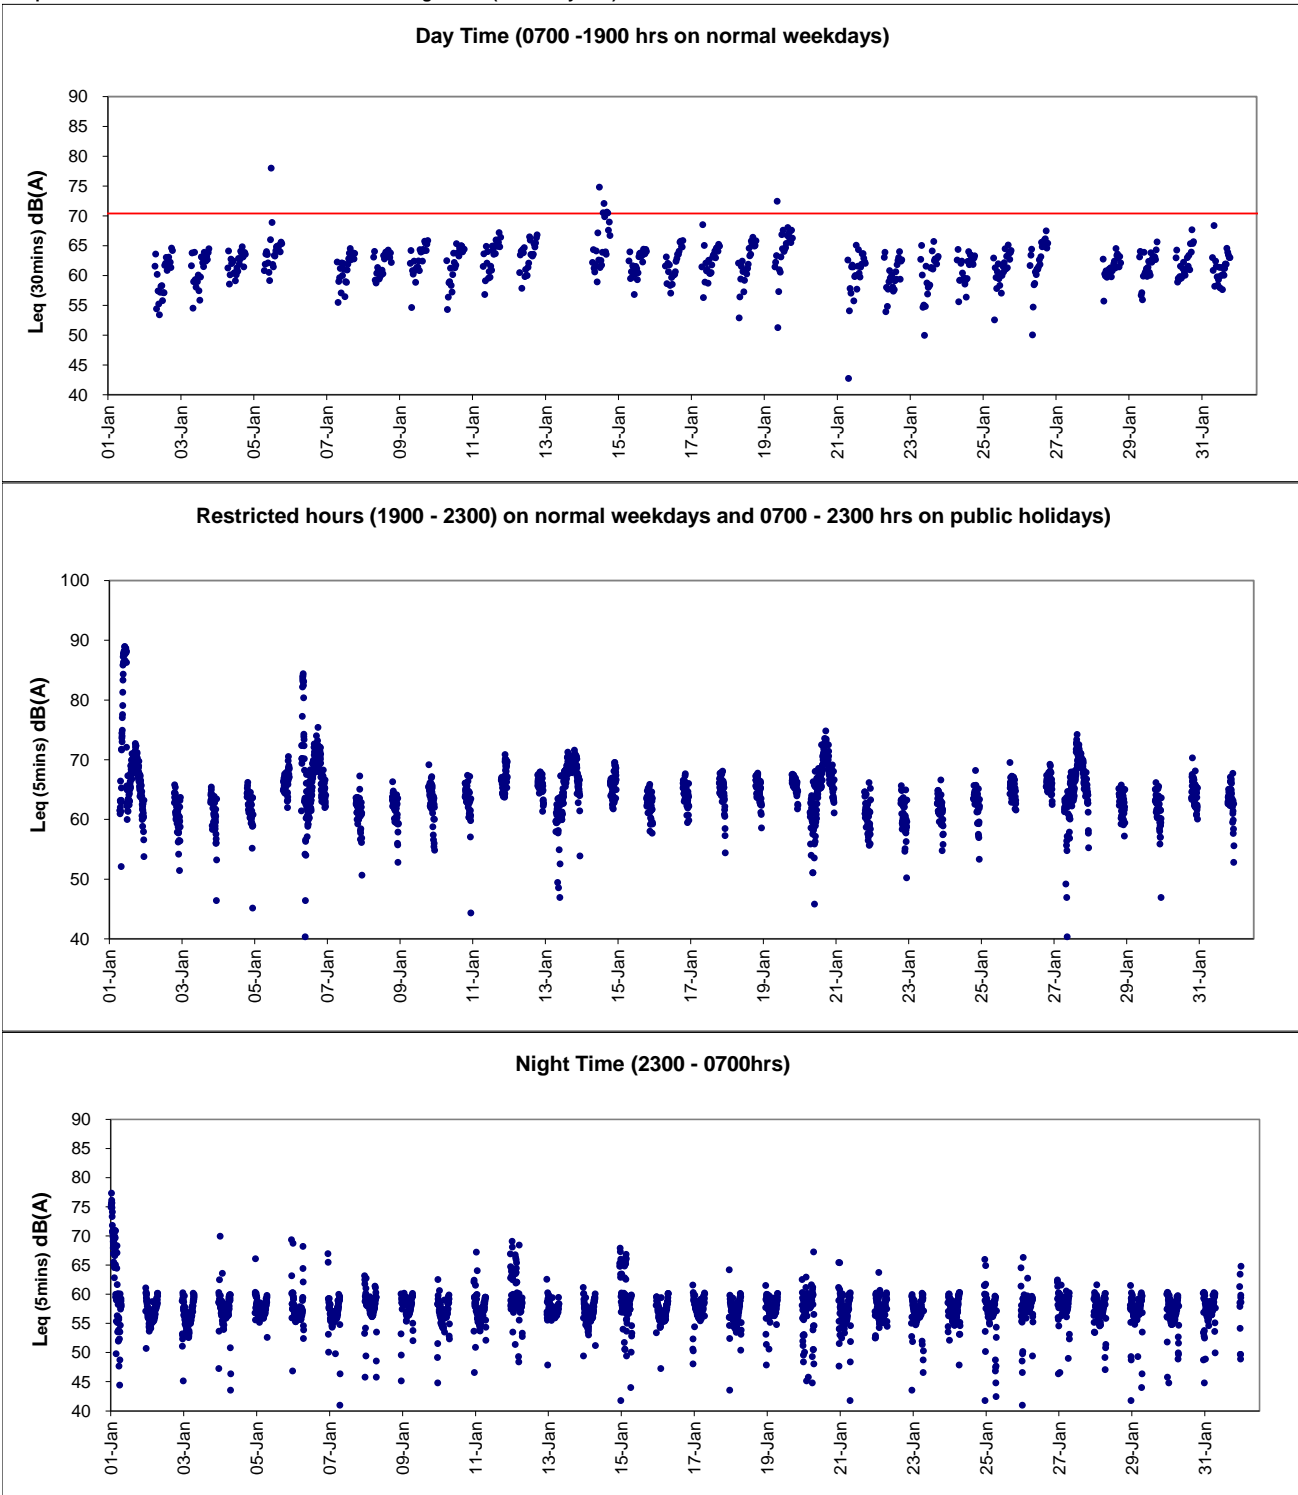 Day Time (0700 -1900 hrs on normal weekdays)
90
85
80
75
70
65
60
55
50
45
40
Leq (30mins) dB(A)
01-Jan
03-Jan
05-Jan
07-Jan
09-Jan
11-Jan
13-Jan
15-Jan
17-Jan
19-Jan
21-Jan
23-Jan
25-Jan
27-Jan
29-Jan
31-Jan
Restricted hours (1900 - 2300) on normal weekdays and 0700 - 2300 hrs on public holidays)
100
90
80
70
60
50
40
Leq (5mins) dB(A)
01-Jan
03-Jan
05-Jan
07-Jan
09-Jan
11-Jan
13-Jan
15-Jan
17-Jan
19-Jan
21-Jan
23-Jan
25-Jan
27-Jan
29-Jan
31-Jan
Night Time (2300 - 0700hrs)
90
85
80
75
70
65
60
55
50
45
40
Leq (5mins) dB(A)
01-Jan
03-Jan
05-Jan
07-Jan
09-Jan
11-Jan
13-Jan
15-Jan
17-Jan
19-Jan
21-Jan
23-Jan
25-Jan
27-Jan
29-Jan
31-Jan